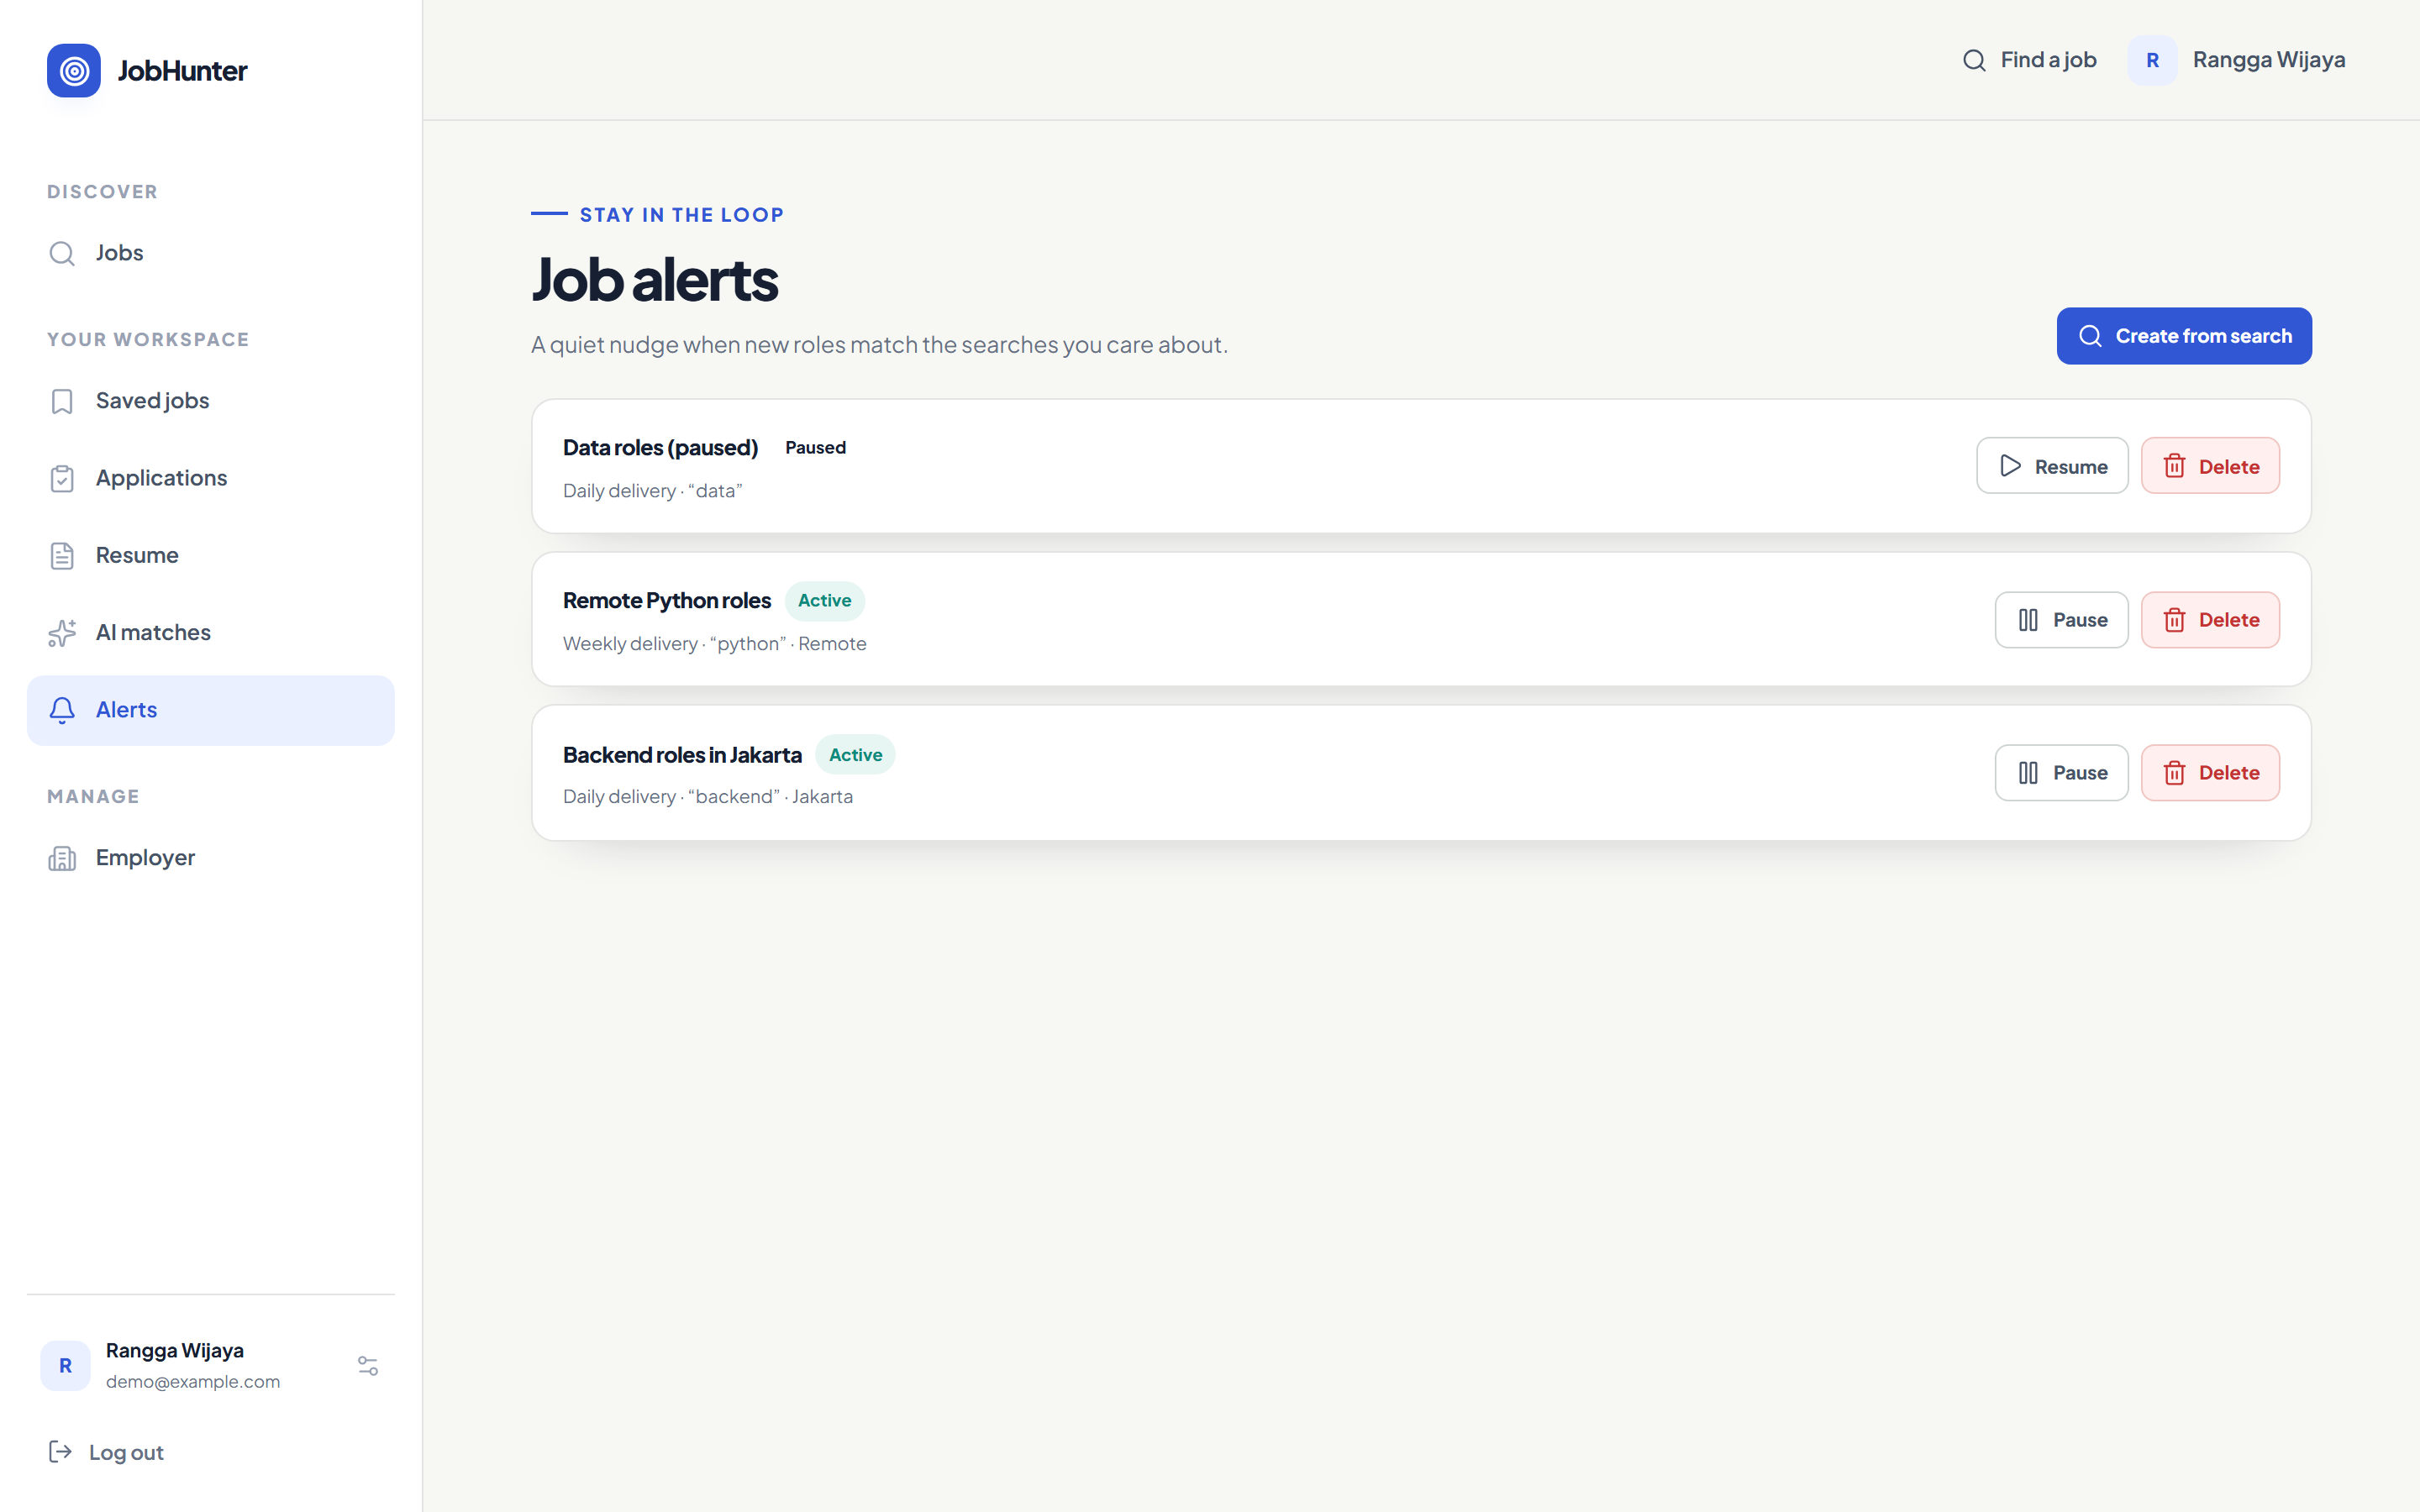 JobHunter
DISCOVER
Jobs
YOUR WORKSPACE
Saved jobs
Applications
Resume
AI matches
Alerts
MANAGE
Employer
R
Rangga Wijaya
demo@example.com
Log out
Find a job
R
Rangga Wijaya
STAY IN THE LOOP
Job alerts
A quiet nudge when new roles match the searches you care about.
Create from search
Data roles (paused) Paused
Daily delivery · “data”
Resume
Delete
Remote Python roles Active
Weekly delivery · “python” · Remote
Pause
Delete
Backend roles in Jakarta Active
Daily delivery · “backend” · Jakarta
Pause
Delete